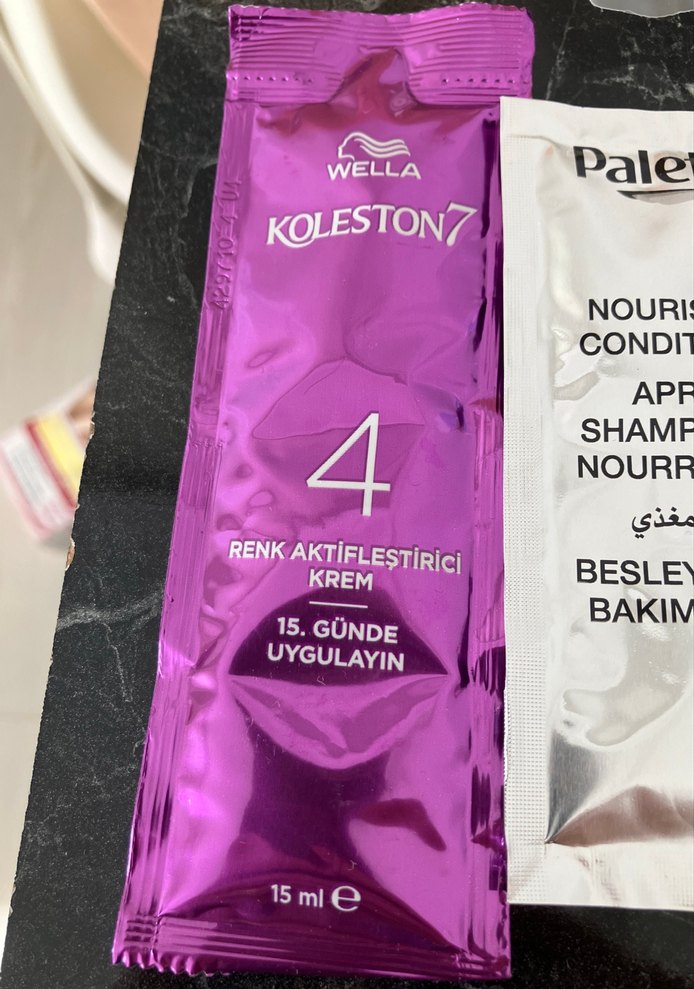 WELLA
KOLESTON7
4
RENK AKTİFLEŞTİRİCİ
KREM
15. GÜNDE
UYGULAYIN
15 ml e
Palet
NOURIS
CONDIT
APR
SHAMP
NOURR
مغذي
BESLEY
BAKIM